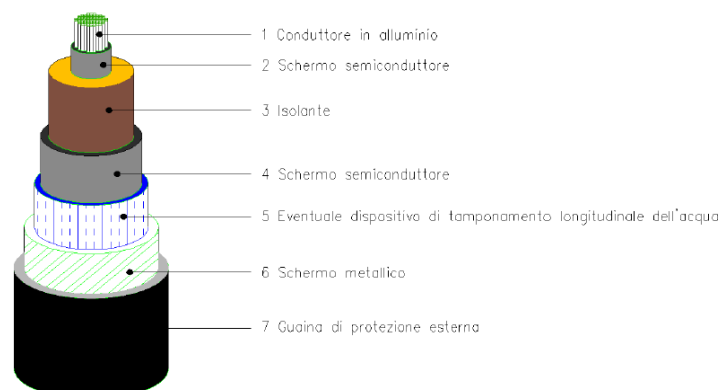 1 Conduttore in alluminio
2 Schermo semiconduttore
3 Isolante
4 Schermo semiconduttore
5 Eventuale dispositivo di tamponamento longitudinale dell'acqua
6 Schermo metallico
7 Guaina di protezione esterna